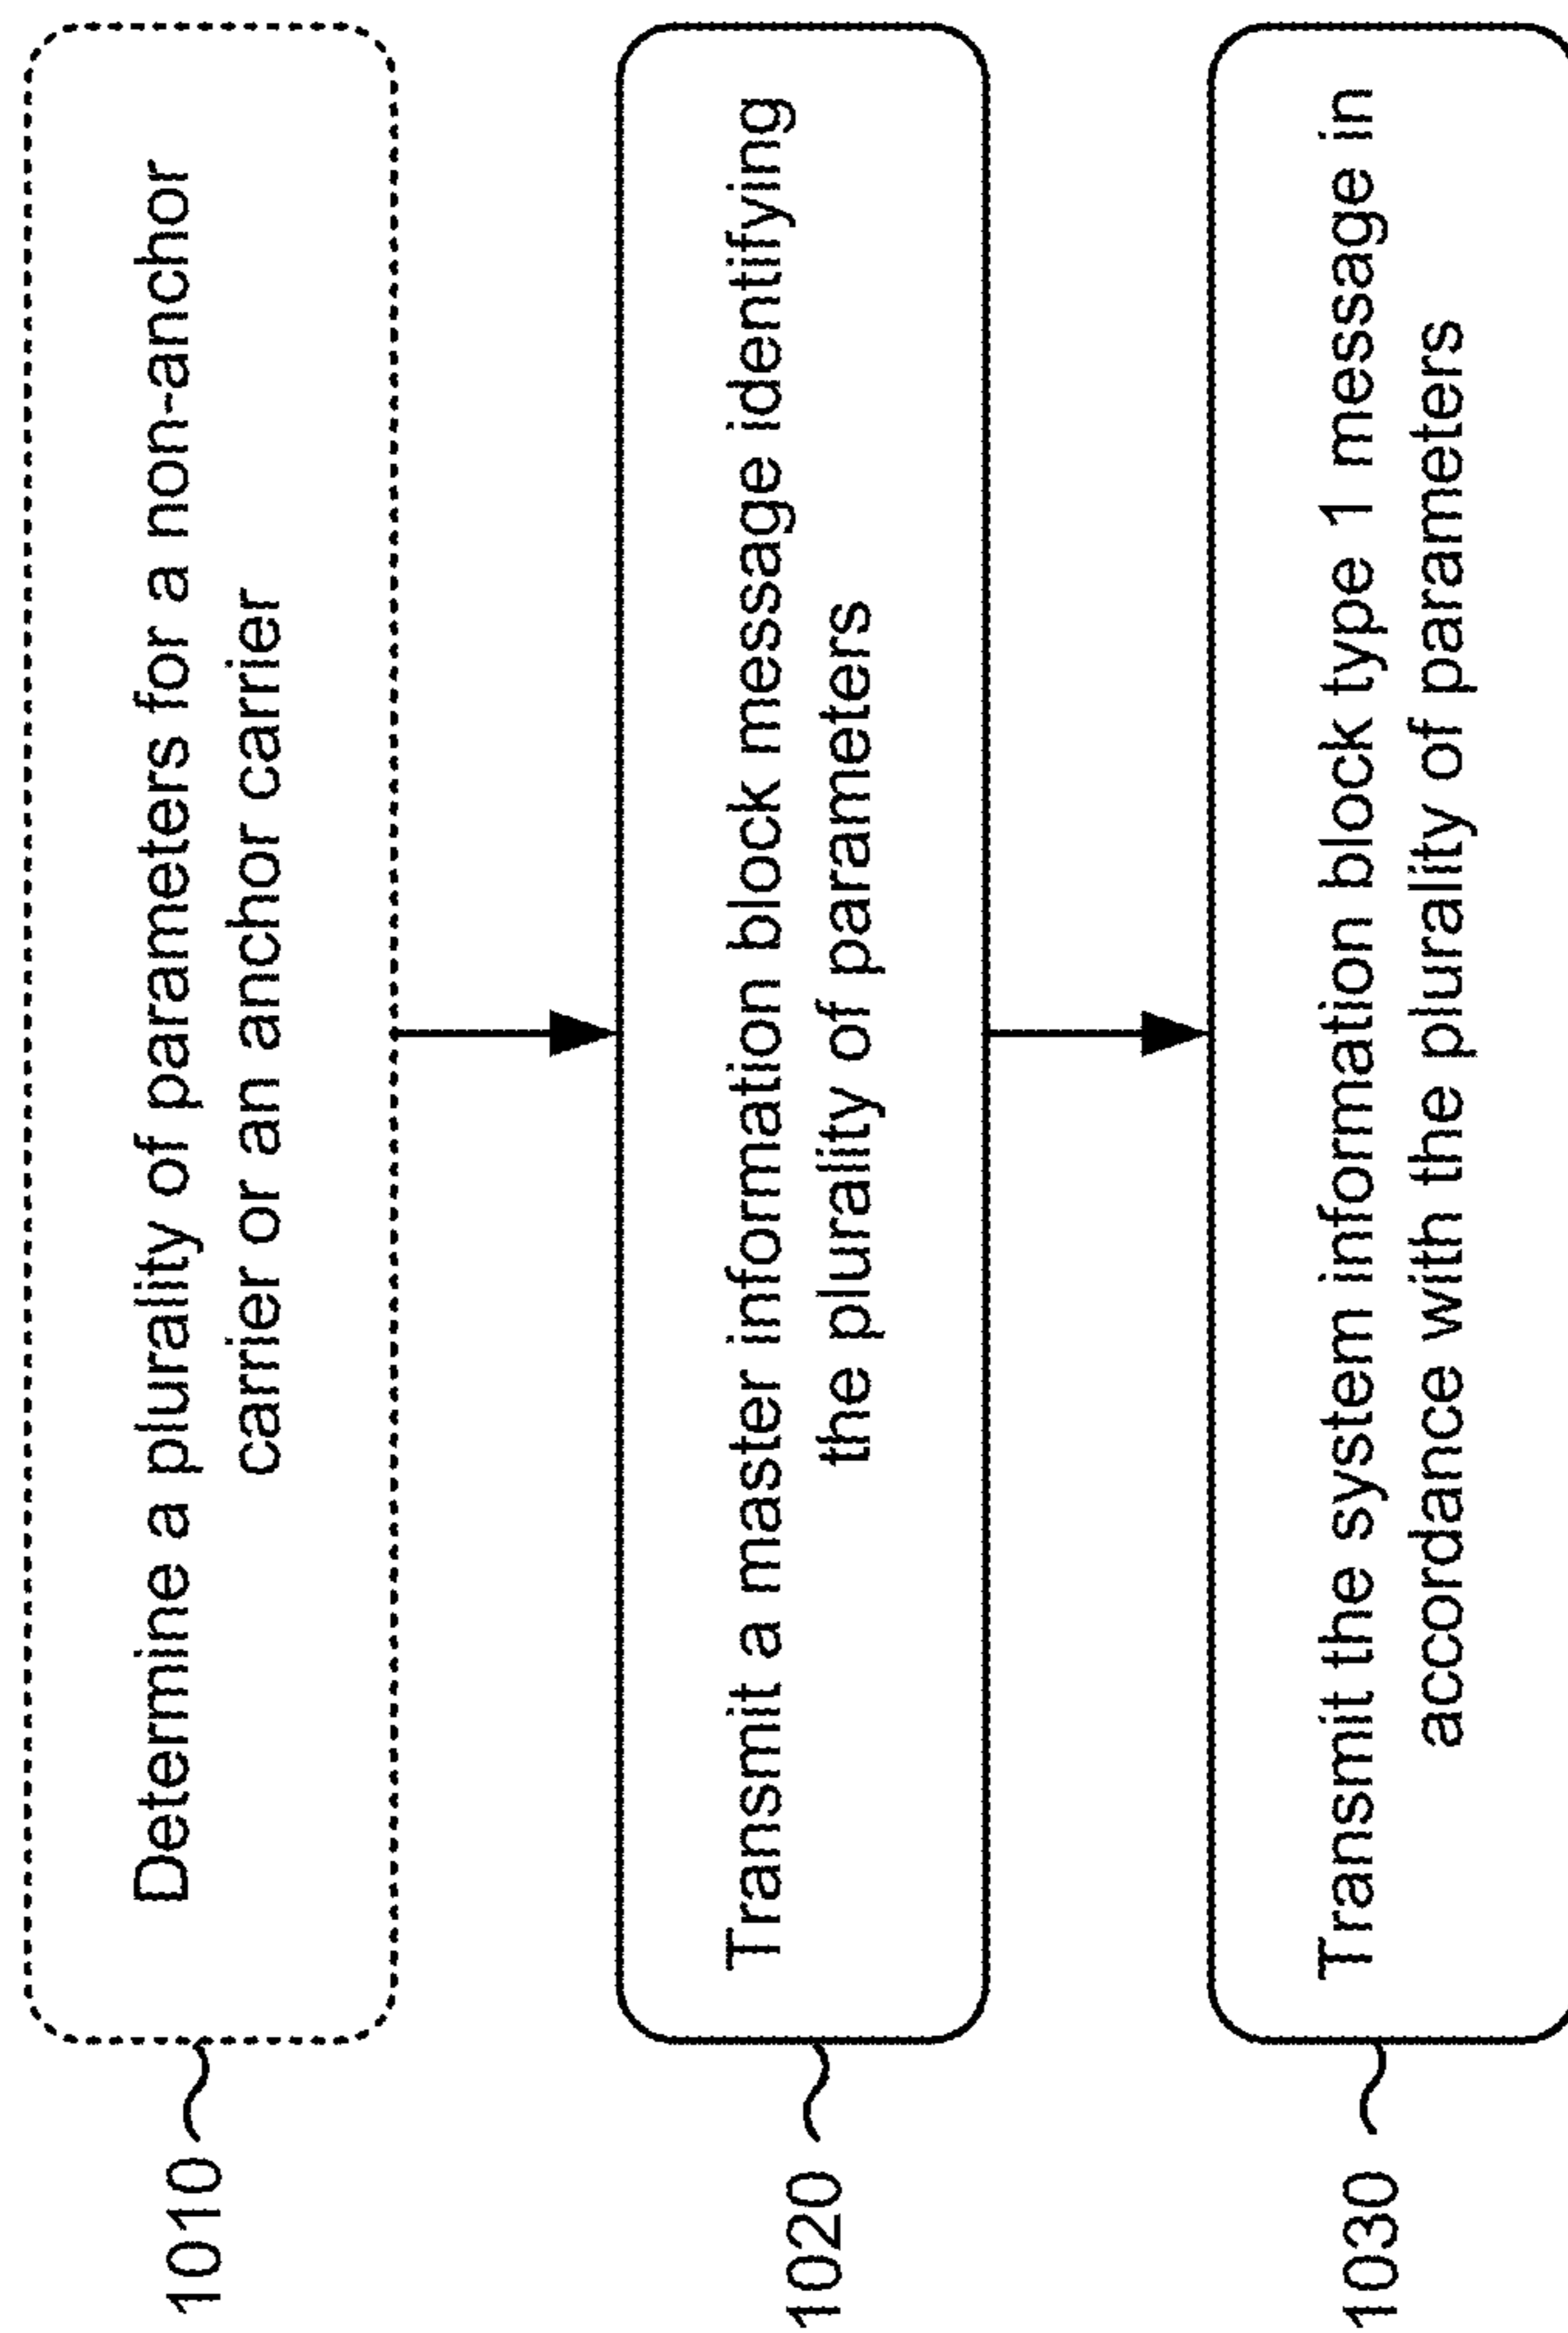 1010
Determine a plurality of parameters for a non-anchor
carrier or an anchor carrier
1020
Transmit a master information block message identifying
the plurality of parameters
1030
Transmit the system information block type 1 message in
accordance with the plurality of parameters